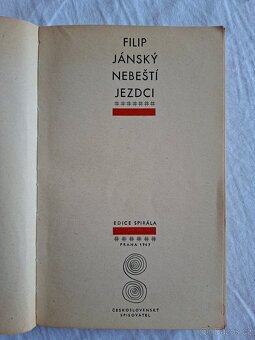 FILIP
JÁNSKÝ
NEBEŠTÍ
JEZDCI
EDICE SPIRÁLA
PRAHA 1967
ČESKOSLOVENSKÝ
SPISOVATEL